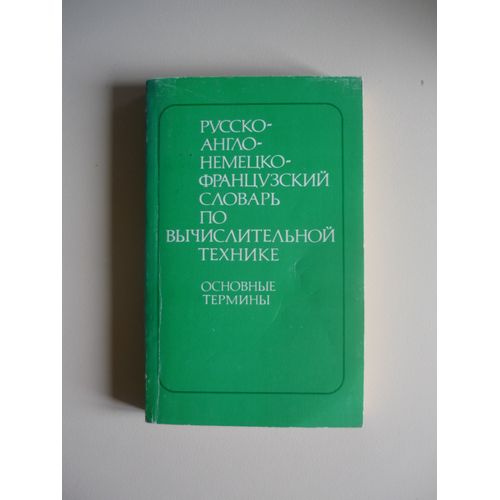 РУССКО-
АНГЛО-
НЕМЕЦКО-
ФРАНЦУЗСКИЙ
СЛОВАРЬ
ПО
ВЫЧИСЛИТЕЛЬНОЙ
ТЕХНИКЕ
ОСНОВНЫЕ
ТЕРМИНЫ